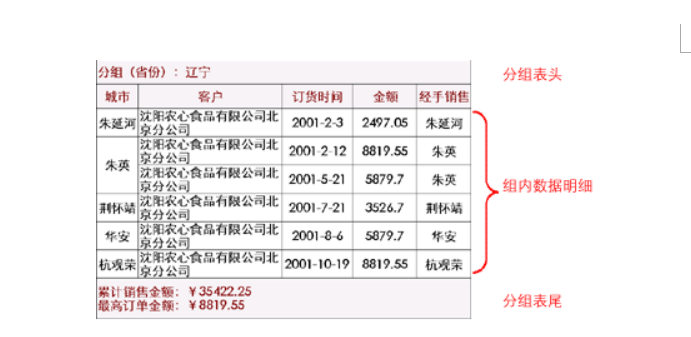 分组（省份）：辽宁
分组表头
城市 客户 订货时间 金额 经手销售
朱延河 沈阳农心食品有限公司北京分公司 2001-2-3 2497.05 朱延河
朱英 沈阳农心食品有限公司北京分公司 2001-2-12 8819.55 朱英
沈阳农心食品有限公司北京分公司 2001-5-21 5879.7 朱英
组内数据明细
荆怀靖 沈阳农心食品有限公司北京分公司 2001-7-21 3526.7 荆怀靖
华安 沈阳农心食品有限公司北京分公司 2001-8-6 5879.7 华安
杭观荣 沈阳农心食品有限公司北京分公司 2001-10-19 8819.55 杭观荣
累计销售金额：￥35422.25
最高订单金额：￥8819.55
分组表尾